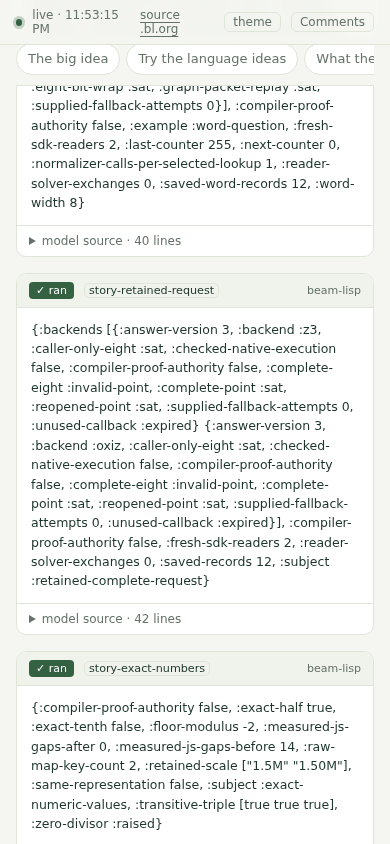 live · 11:53:15 PM
source .bl.org
theme
Comments
The big idea
Try the language ideas
What the
:eight-bit-wrap :sat, :graph-packet-replay :sat,
:supplied-fallback-attempts 0}], :compiler-proof-
authority false, :example :word-question, :fresh-
sdk-readers 2, :last-counter 255, :next-counter 0,
:normalizer-calls-per-selected-lookup 1, :reader-
solver-exchanges 0, :saved-word-records 12, :word-
width 8}
▶ model source · 40 lines
✓ ran story-retained-request beam-lisp
{:backends [{:answer-version 3, :backend :z3,
:caller-only-eight :sat, :checked-native-execution
false, :compiler-proof-authority false, :complete-
eight :invalid-point, :complete-point :sat,
:reopened-point :sat, :supplied-fallback-attempts 0,
:unused-callback :expired} {:answer-version 3,
:backend :oxiz, :caller-only-eight :sat, :checked-
native-execution false, :compiler-proof-authority
false, :complete-eight :invalid-point, :complete-
point :sat, :reopened-point :sat, :supplied-fallback-
attempts 0, :unused-callback :expired}], :compiler-
proof-authority false, :fresh-sdk-readers 2, :reader-
solver-exchanges 0, :saved-records 12, :subject
:retained-complete-request}
▶ model source · 42 lines
✓ ran story-exact-numbers beam-lisp
{:compiler-proof-authority false, :exact-half true,
:exact-tenth false, :floor-modulus -2, :measured-js-
gaps-after 0, :measured-js-gaps-before 14, :raw-
map-key-count 2, :retained-scale ["1.5M" "1.50M"],
:same-representation false, :subject :exact-
numeric-values, :transitive-triple [true true true],
:zero-divisor :raised}